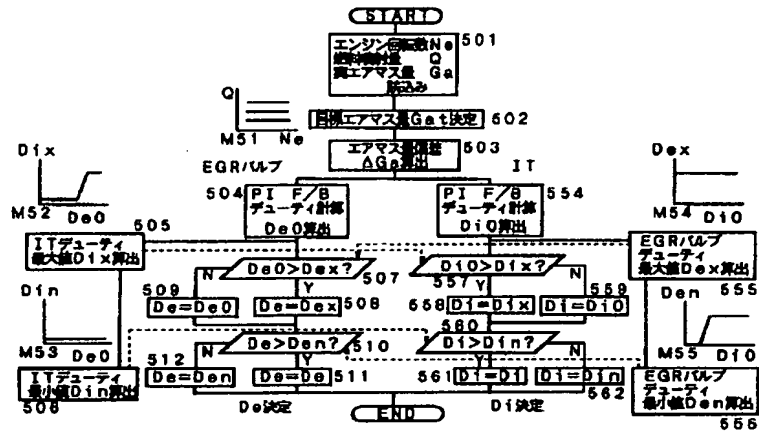 START
エンジン回転数Ne
燃料噴射量 Q
実エアマス量 Ga
読込み
501
Q
M51 Ne
目標エアマス量Gat決定
502
エアマス量偏差
ΔGa算出
503
EGRバルブ
IT
Dix
M52 De0
Dex
M54 Di0
504
PI F/B
デューティ計算
De0算出
PI F/B
デューティ計算
Di0算出
554
505
ITデューティ
最大値Dix算出
EGRバルブ
デューティ
最大値Dex算出
555
De0>Dex?
507
Di0>Dix?
557
N
Y
Y
N
509
De=De0
De=Dex
508
558
Di=Dix
Di=Di0
559
Din
M53 De0
Den
M55 Di0
De>Den?
510
560
Di>Din?
N
Y
Y
N
512
De=Den
De=De
511
561
Di=Di
Di=Din
562
ITデューティ
最小値Din算出
506
EGRバルブ
デューティ
最小値Den算出
556
De決定
Di決定
END